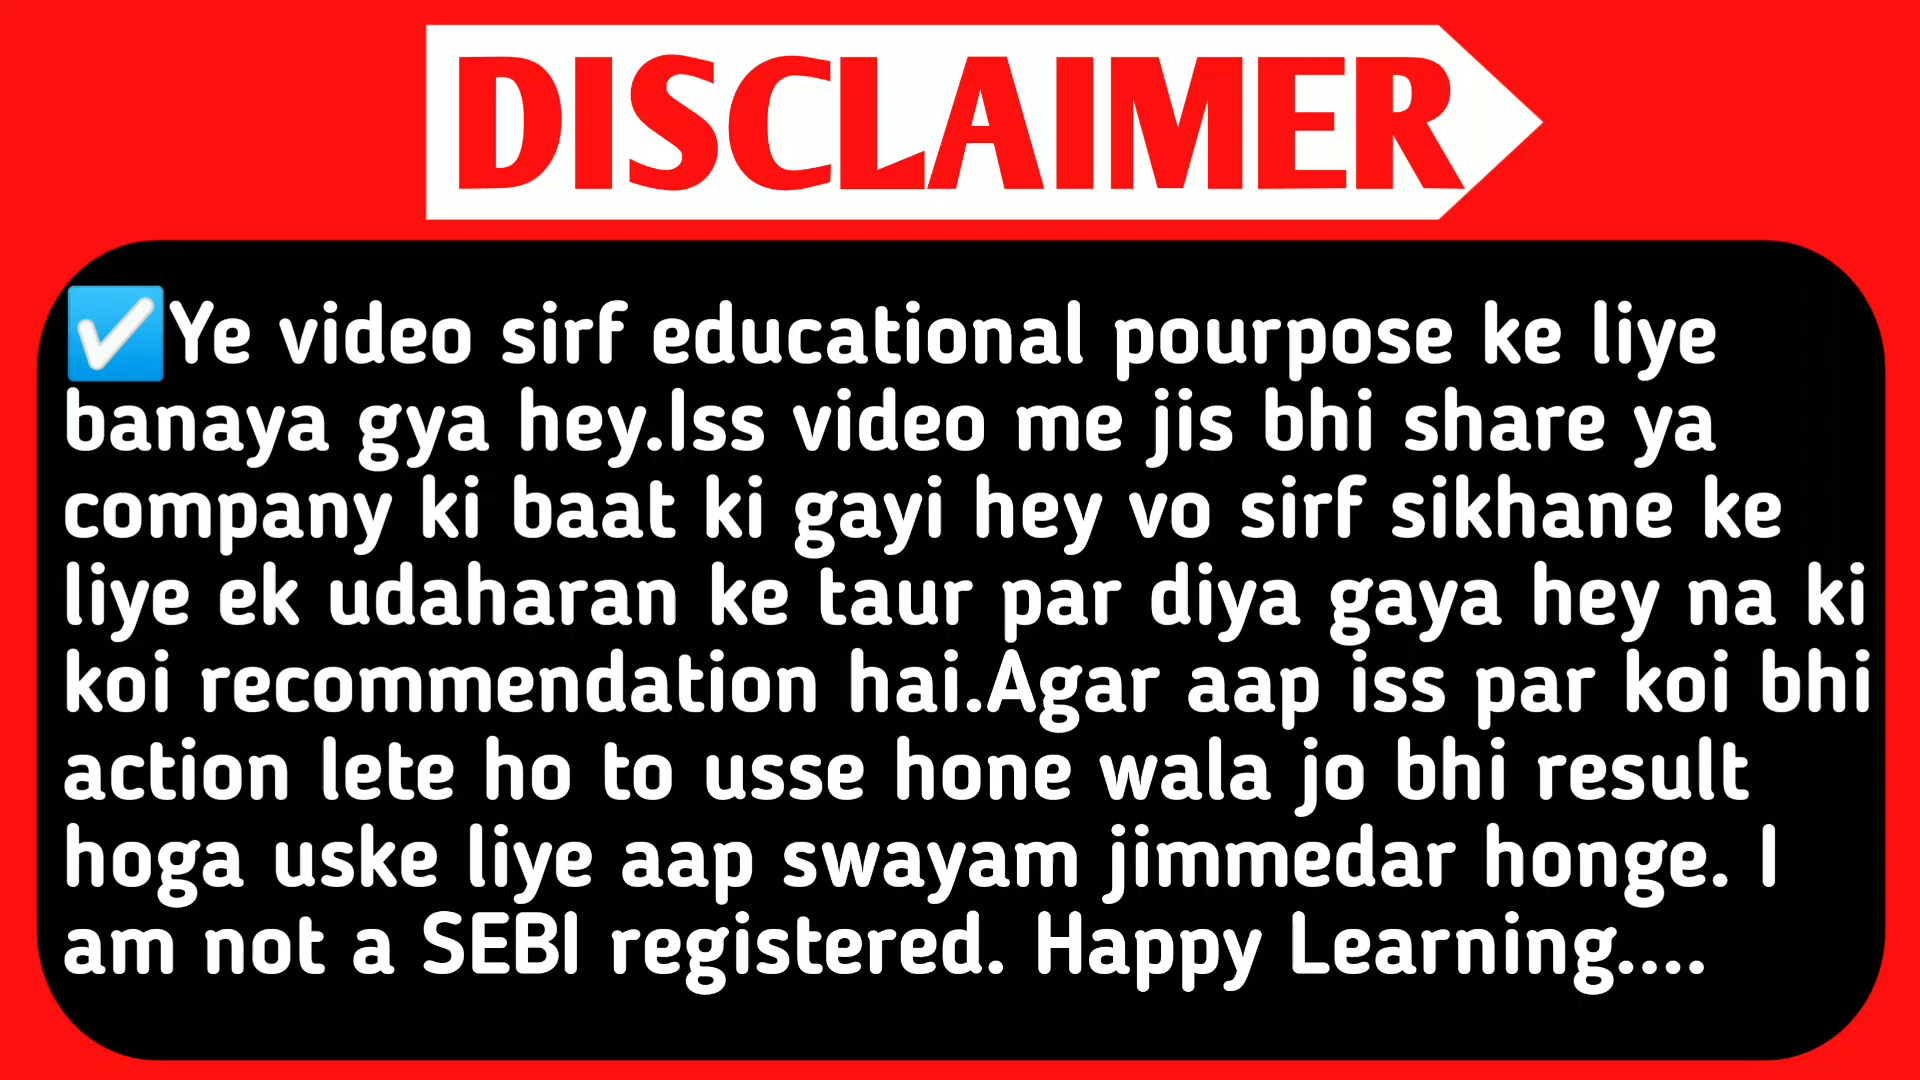 DISCLAIMER
✅Ye video sirf educational pourpose ke liye
banaya gya hey.Iss video me jis bhi share ya
company ki baat ki gayi hey vo sirf sikhane ke
liye ek udaharan ke taur par diya gaya hey na ki
koi recommendation hai.Agar aap iss par koi bhi
action lete ho to usse hone wala jo bhi result
hoga uske liye aap swayam jimmedar honge. I
am not a SEBI registered. Happy Learning....